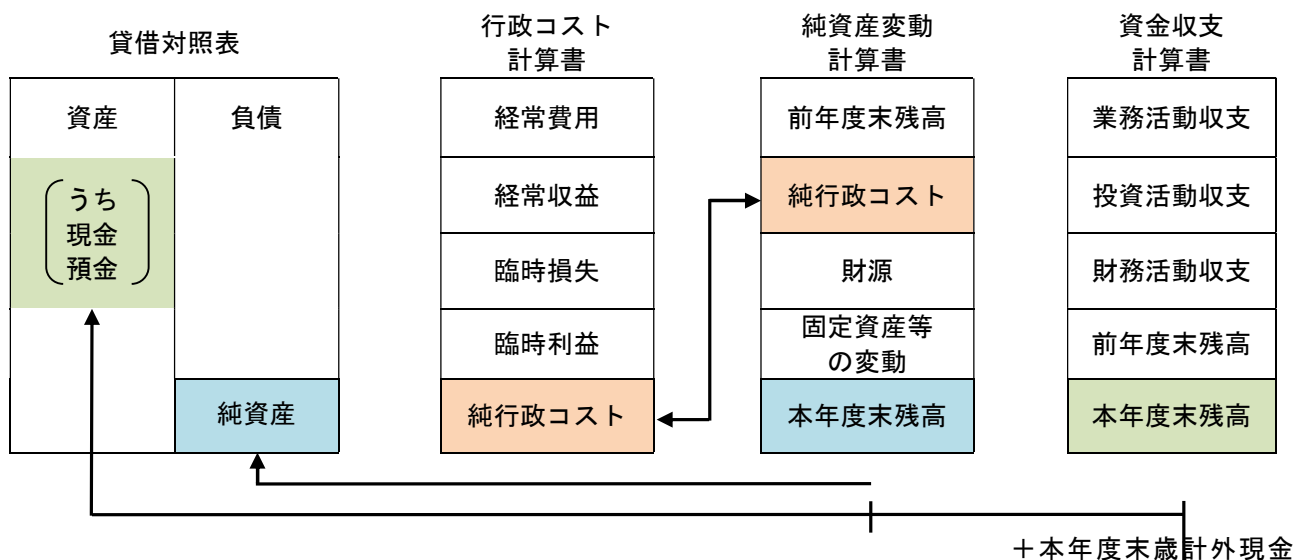 貸借対照表
資産
負債
うち
現金
預金
純資産
行政コスト
計算書
経常費用
経常収益
臨時損失
臨時利益
純行政コスト
純資産変動
計算書
前年度末残高
純行政コスト
財源
固定資産等
の変動
本年度末残高
資金収支
計算書
業務活動収支
投資活動収支
財務活動収支
前年度末残高
本年度末残高
＋本年度末歳計外現金